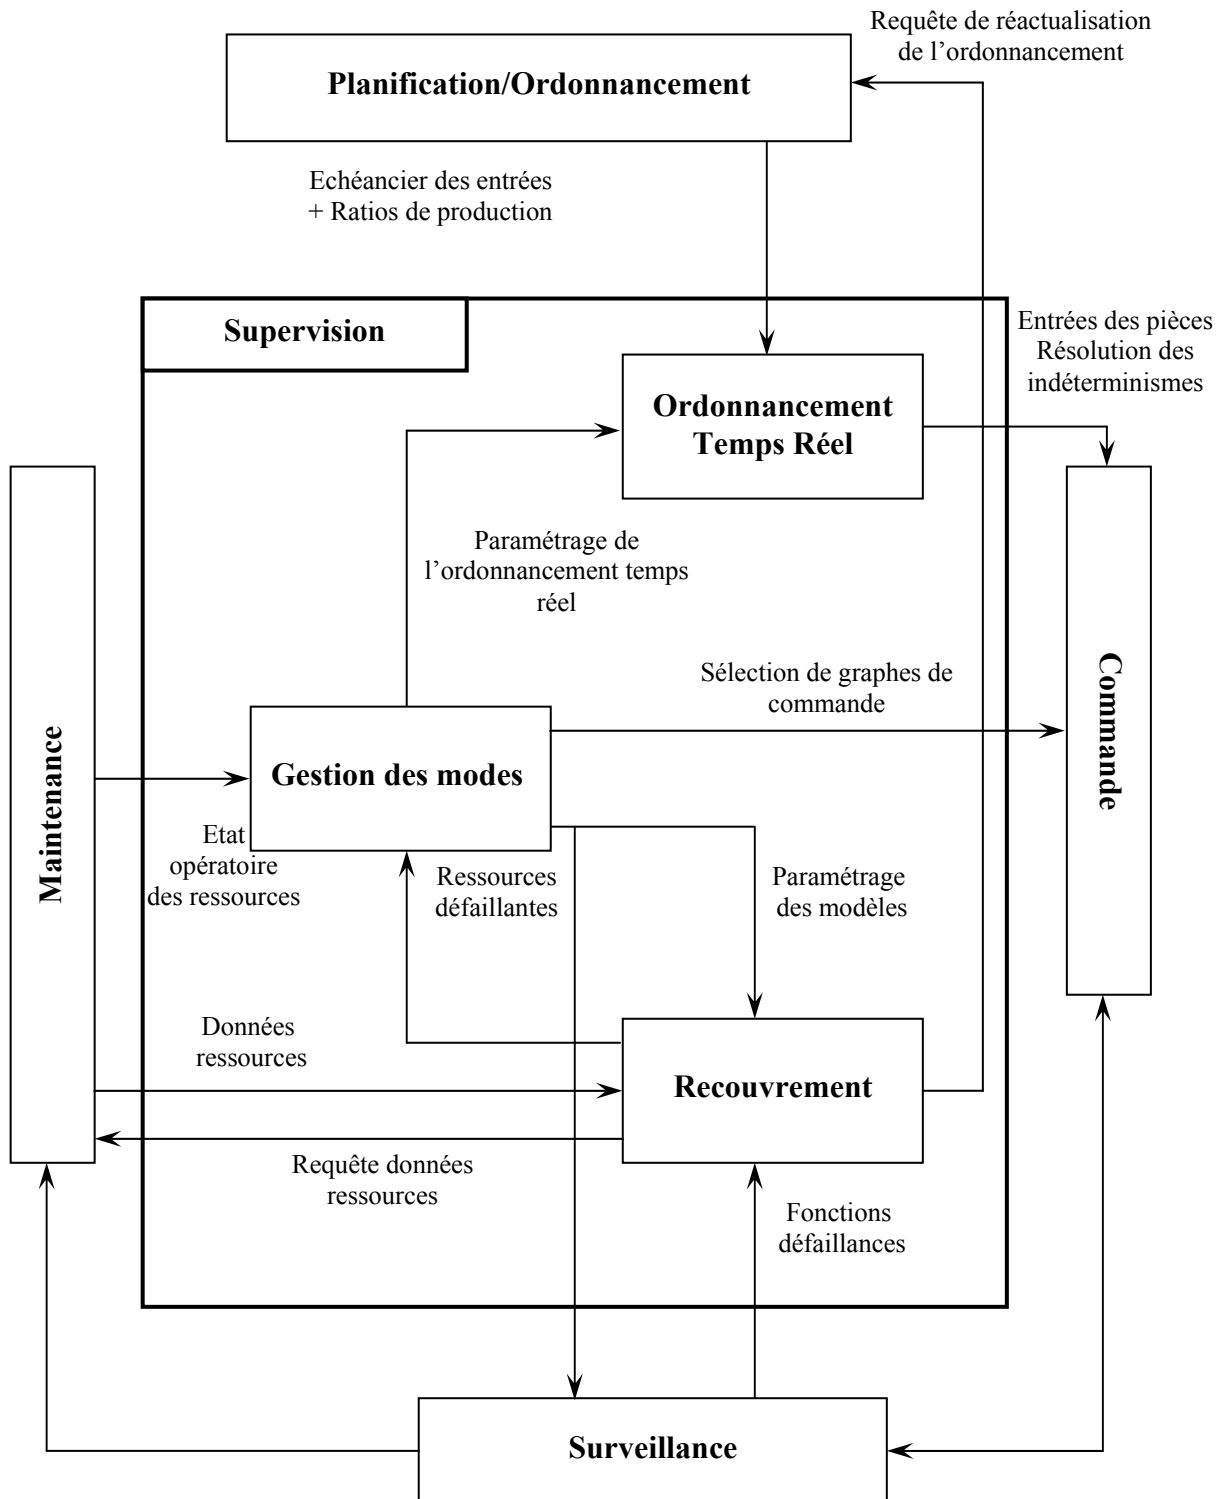 Requête de réactualisation
de l’ordonnancement
Planification/Ordonnancement
Echéancier des entrées
+ Ratios de production
Supervision
Entrées des pièces
Résolution des
indéterminismes
Ordonnancement
Temps Réel
Paramétrage de
l’ordonnancement temps
réel
Sélection de graphes de
commande
Commande
Maintenance
Gestion des modes
Etat
opératoire
des ressources
Ressources
défaillantes
Paramétrage
des modèles
Données
ressources
Recouvrement
Requête données
ressources
Fonctions
défaillances
Surveillance